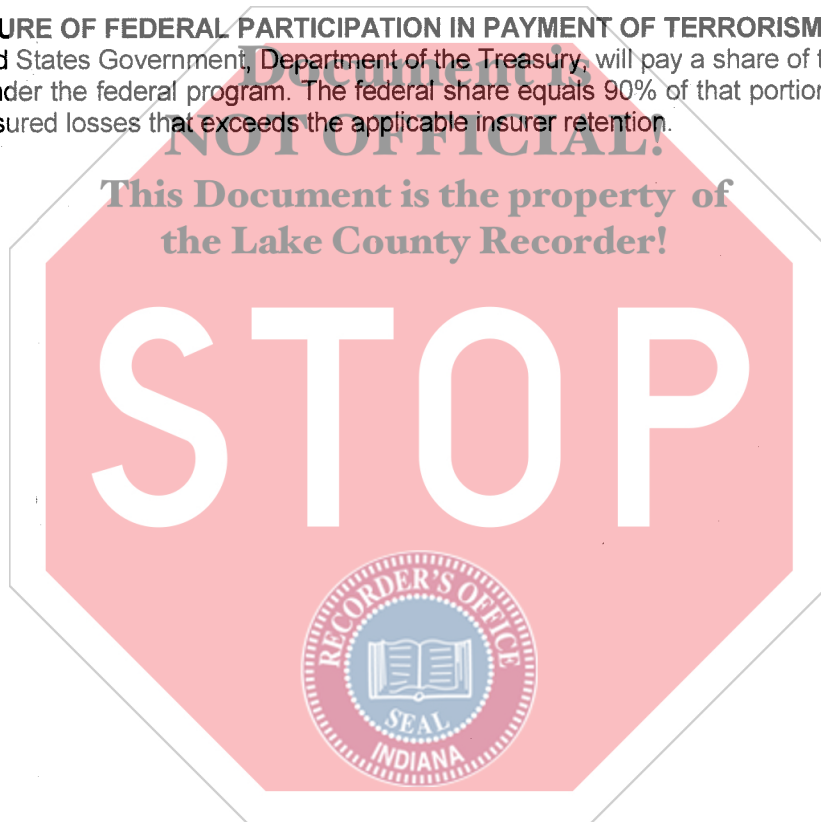 URE OF FEDERAL PARTICIPATION IN PAYMENT OF TERRORISM
States Government, Department of the Treasury, will pay a share of
der the federal program. The federal share equals 90% of that portion
sured losses that exceeds the applicable insurer retention.
Document is
NOT OFFICIAL!
This Document is the property of
the Lake County Recorder!
STOP
RECORDER'S OFFICE
SEAL
INDIANA